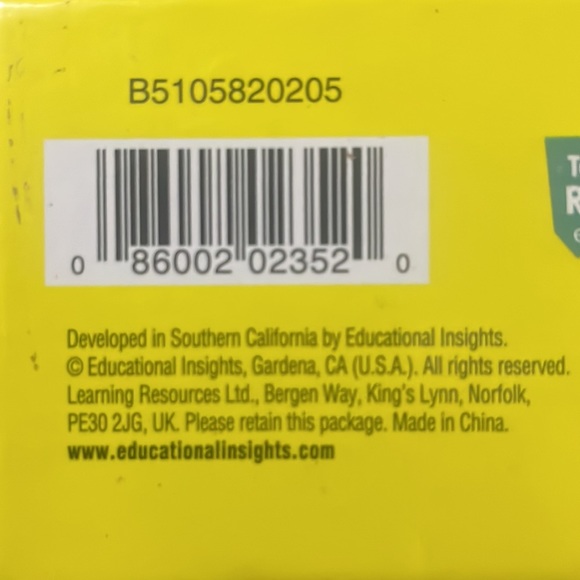 B5105820205
0 86002 02352 0
Developed in Southern California by Educational Insights.
© Educational Insights, Gardena, CA (U.S.A.). All rights reserved.
Learning Resources Ltd., Bergen Way, King's Lynn, Norfolk,
PE30 2JG, UK. Please retain this package. Made in China.
www.educationalinsights.com